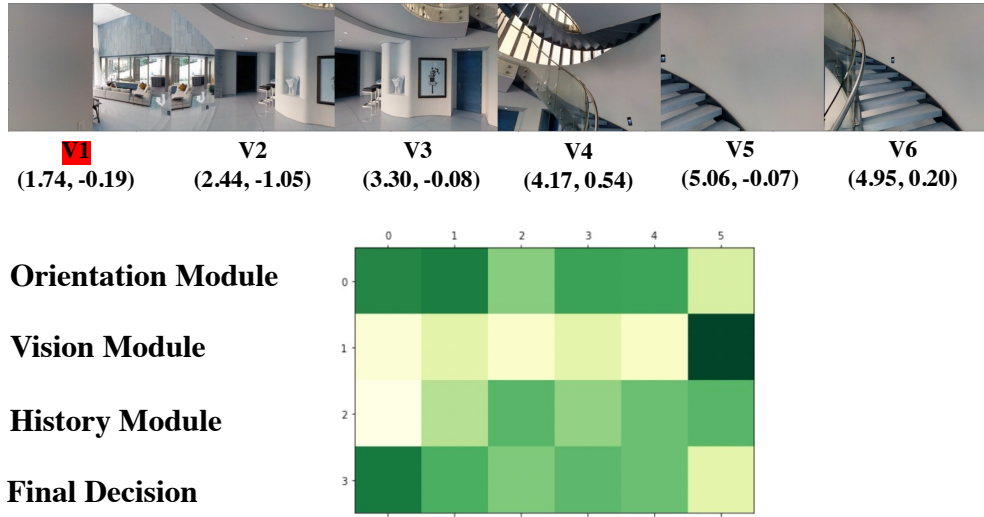 V1 V2 V3 V4 V5 V6
(1.74, -0.19) (2.44, -1.05) (3.30, -0.08) (4.17, 0.54) (5.06, -0.07) (4.95, 0.20)
0 1 2 3 4 5
Orientation Module 0
Vision Module 1
History Module 2
Final Decision 3